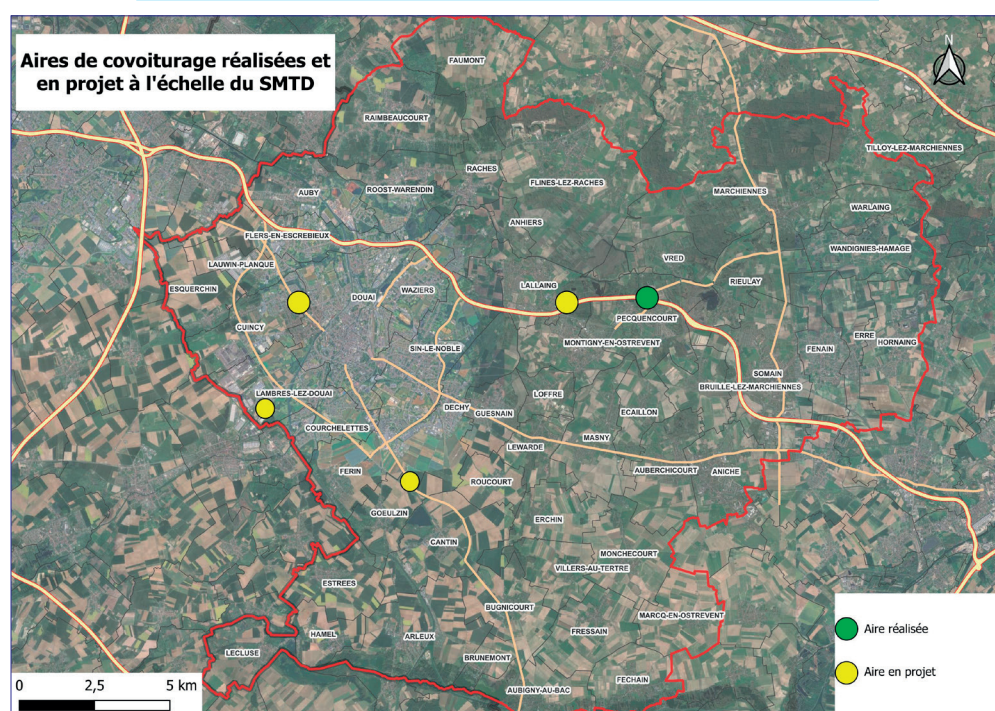 Aires de covoiturage réalisées et
en projet à l'échelle du SMTD
N
FAUMONT
RAIMBEAUCOURT
TILLOY-LEZ-MARCHIENNES
RACHES
FLINES-LEZ-RACHES
AUBY
ROOST-WARENDIN
MARCHIENNES
WARLAING
ANHIERS
FLERS-EN-ESCREBIEUX
WANDIGNIES-HAMAGE
VRED
LAUWIN-PLANQUE
ESQUERCHIN
LALLAING
RIEULAY
WAZIERS
DOUAI
PECQUENCOURT
CUINCY
MONTIGNY-EN-OSTREVENT
ERRE
HORNAING
SIN-LE-NOBLE
FENAIN
SOMAIN
BRUILLE-LEZ-MARCHIENNES
LAMBRES-LEZ-DOUAI
LOFFRE
DECHY
GUESNAIN
ECAILLON
COURCHELETTES
MASNY
LEWARDE
FERIN
AUBERCHICOURT
ANICHE
ROUCOURT
GOEULZIN
ERCHIN
CANTIN
MONCHECOURT
VILLERS-AU-TERTRE
ESTREES
BUGNICOURT
MARCQ-EN-OSTREVENT
HAMEL
ARLEUX
FRESSAIN
LECLUSE
BRUNEMONT
FECHAIN
AUBIGNY-AU-BAC
Aire réalisée
Aire en projet
0 2,5 5 km